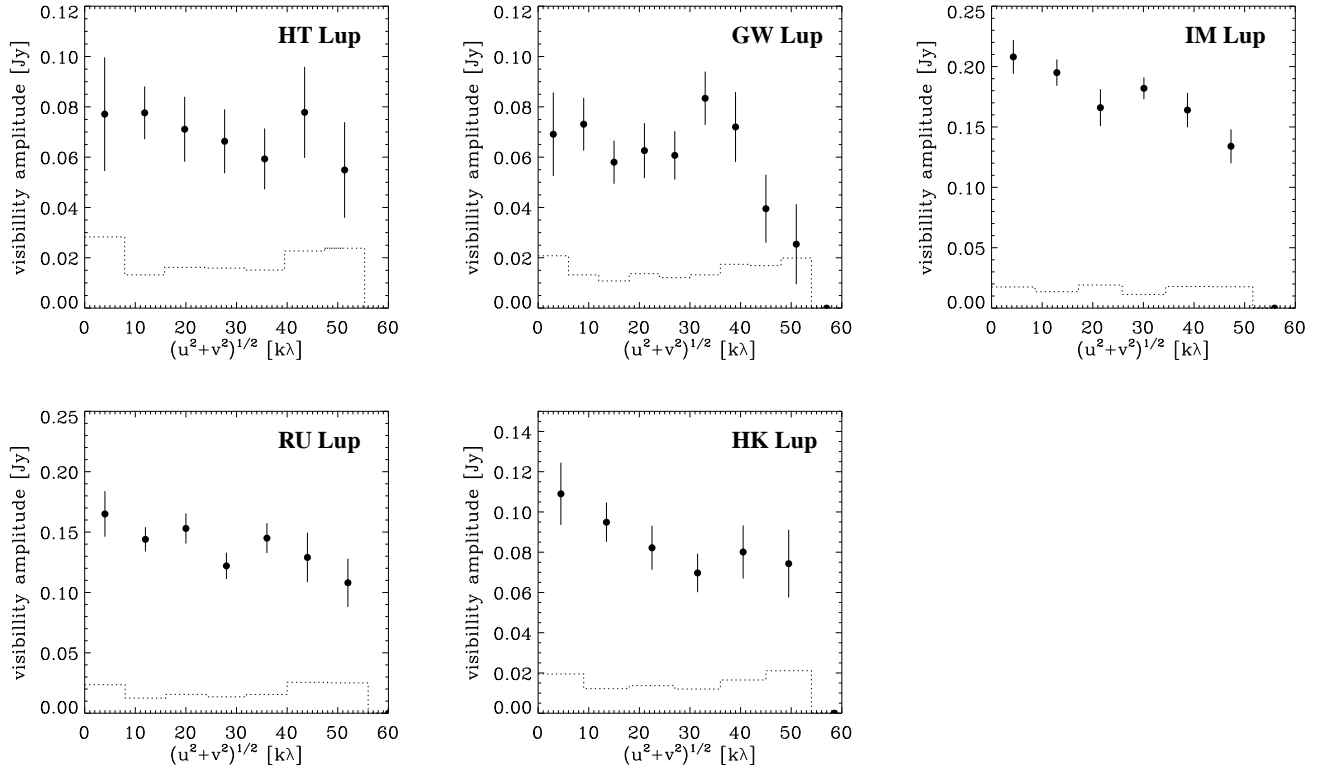 HT Lup
visibillity amplitude [Jy]
0.12
0.10
0.08
0.06
0.04
0.02
0.00
0 10 20 30 40 50 60
(u²+v²)¹/² [kλ]
GW Lup
visibillity amplitude [Jy]
0.12
0.10
0.08
0.06
0.04
0.02
0.00
0 10 20 30 40 50 60
(u²+v²)¹/² [kλ]
IM Lup
visibillity amplitude [Jy]
0.25
0.20
0.15
0.10
0.05
0.00
0 10 20 30 40 50 60
(u²+v²)¹/² [kλ]
RU Lup
visibillity amplitude [Jy]
0.25
0.20
0.15
0.10
0.05
0.00
0 10 20 30 40 50 60
(u²+v²)¹/² [kλ]
HK Lup
visibillity amplitude [Jy]
0.14
0.12
0.10
0.08
0.06
0.04
0.02
0.00
0 10 20 30 40 50 60
(u²+v²)¹/² [kλ]